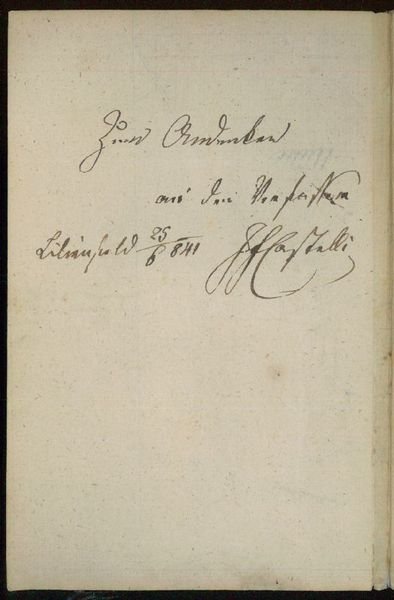 Zum Andenken
an den Verfasser
Lilienfeld 25/6 841 JFCastelli